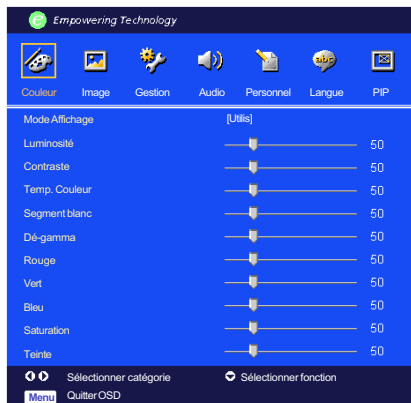 e Empowering Technology
abc
Couleur Image Gestion Audio Personnel Langue PIP
Mode Affichage [Utilis]
Luminosité 50
Contraste 50
Temp. Couleur 50
Segment blanc 50
Dé-gamma 50
Rouge 50
Vert 50
Bleu 50
Saturation 50
Teinte 50
Sélectionner catégorie Sélectionner fonction
Menu Quitter OSD